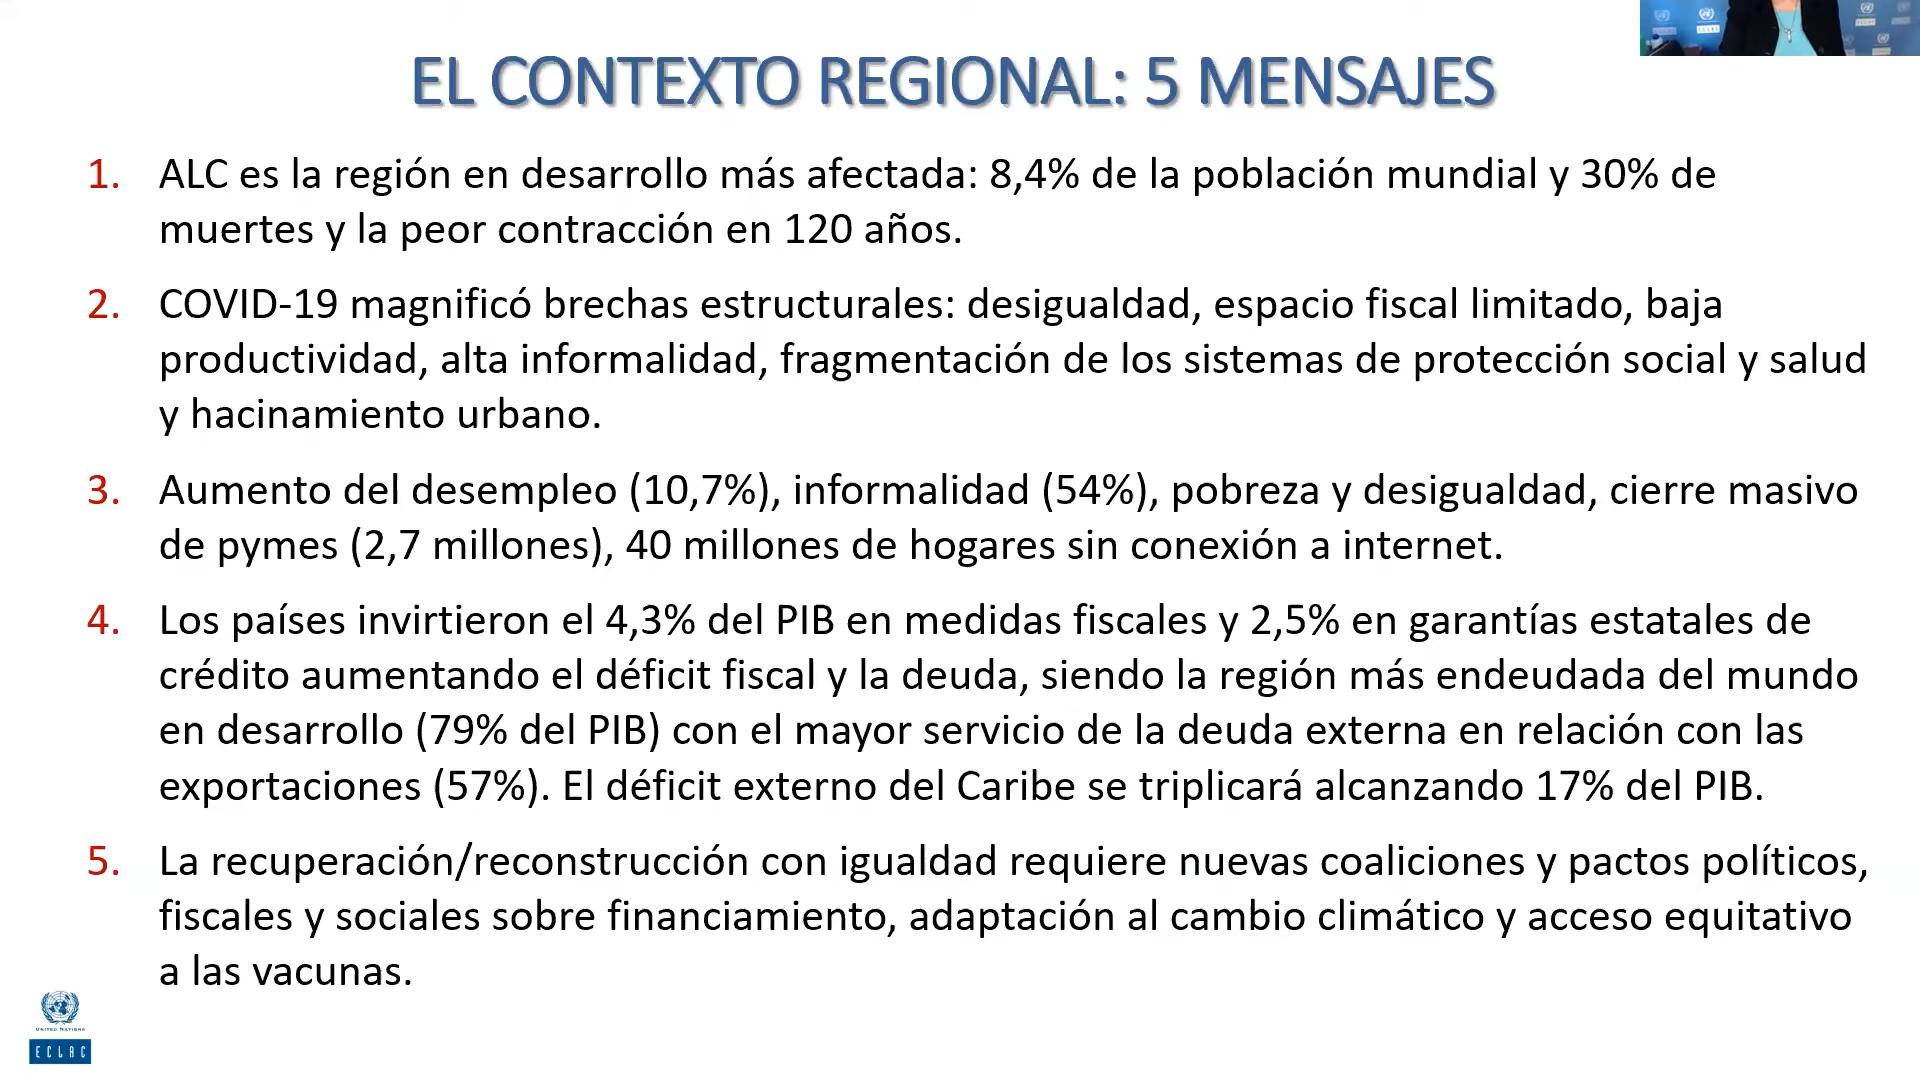 EL CONTEXTO REGIONAL: 5 MENSAJES
1. ALC es la región en desarrollo más afectada: 8,4% de la población mundial y 30% de
muertes y la peor contracción en 120 años.
2. COVID-19 magnificó brechas estructurales: desigualdad, espacio fiscal limitado, baja
productividad, alta informalidad, fragmentación de los sistemas de protección social y salud
y hacinamiento urbano.
3. Aumento del desempleo (10,7%), informalidad (54%), pobreza y desigualdad, cierre masivo
de pymes (2,7 millones), 40 millones de hogares sin conexión a internet.
4. Los países invirtieron el 4,3% del PIB en medidas fiscales y 2,5% en garantías estatales de
crédito aumentando el déficit fiscal y la deuda, siendo la región más endeudada del mundo
en desarrollo (79% del PIB) con el mayor servicio de la deuda externa en relación con las
exportaciones (57%). El déficit externo del Caribe se triplicará alcanzando 17% del PIB.
5. La recuperación/reconstrucción con igualdad requiere nuevas coaliciones y pactos políticos,
fiscales y sociales sobre financiamiento, adaptación al cambio climático y acceso equitativo
a las vacunas.
UNITED NATIONS
ECLAC